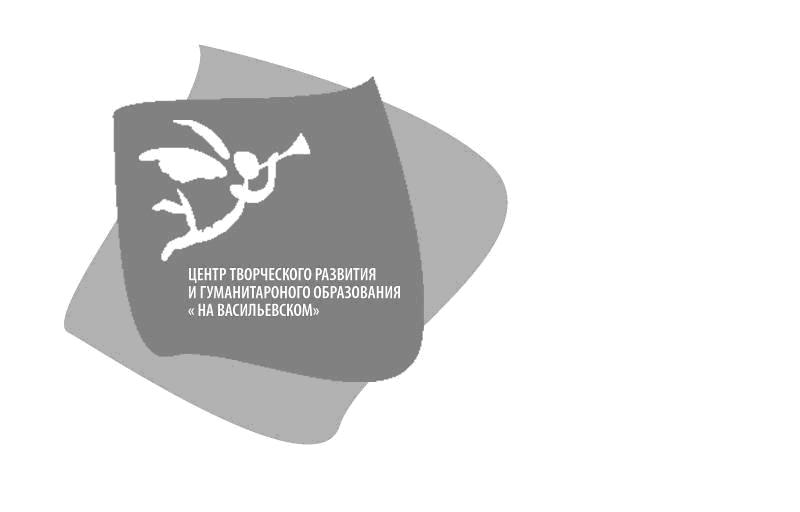 ЦЕНТР ТВОРЧЕСКОГО РАЗВИТИЯ
И ГУМАНИТАРОНОГО ОБРАЗОВАНИЯ
« НА ВАСИЛЬЕВСКОМ»